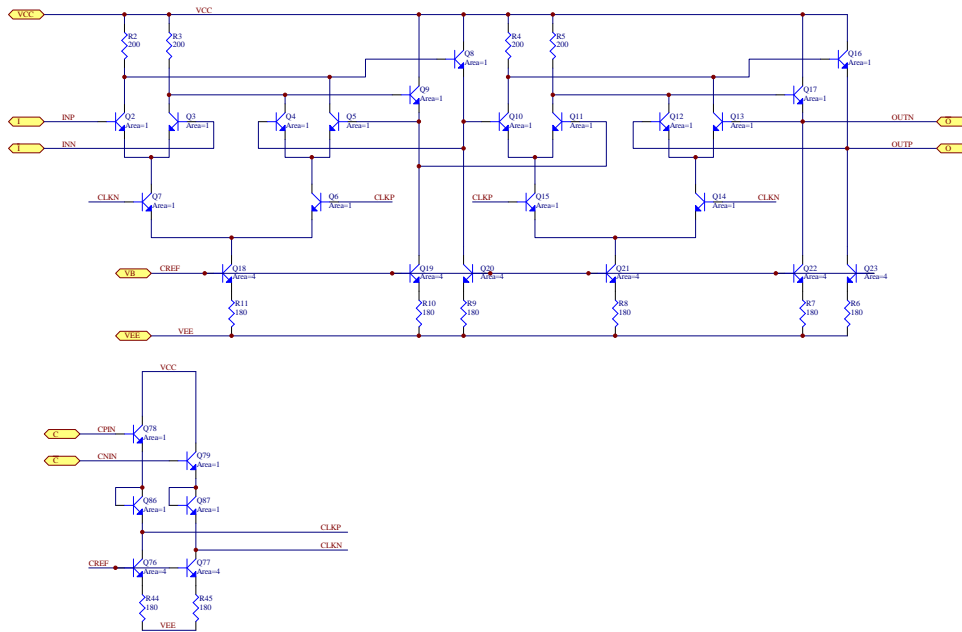 VCC
VCC
R2
200
R3
200
Q8
Area=1
R4
200
R5
200
Q16
Area=1
Q9
Area=1
Q17
Area=1
I
INP
Q2
Area=1
Q3
Area=1
Q4
Area=1
Q5
Area=1
Q10
Area=1
Q11
Area=1
Q12
Area=1
Q13
Area=1
OUTN
O
I
INN
OUTP
O
CLKN
Q7
Area=1
Q6
Area=1
CLKP
CLKP
Q15
Area=1
Q14
Area=1
CLKN
VB
CREF
Q18
Area=4
Q19
Area=4
Q20
Area=4
Q21
Area=4
Q22
Area=4
Q23
Area=4
R11
180
R10
180
R9
180
R8
180
R7
180
R6
180
VEE
VEE
VCC
C
CPIN
Q78
Area=1
C
CNIN
Q79
Area=1
Q86
Area=1
Q87
Area=1
CLKP
CLKN
CREF
Q76
Area=4
Q77
Area=4
R44
180
R45
180
VEE